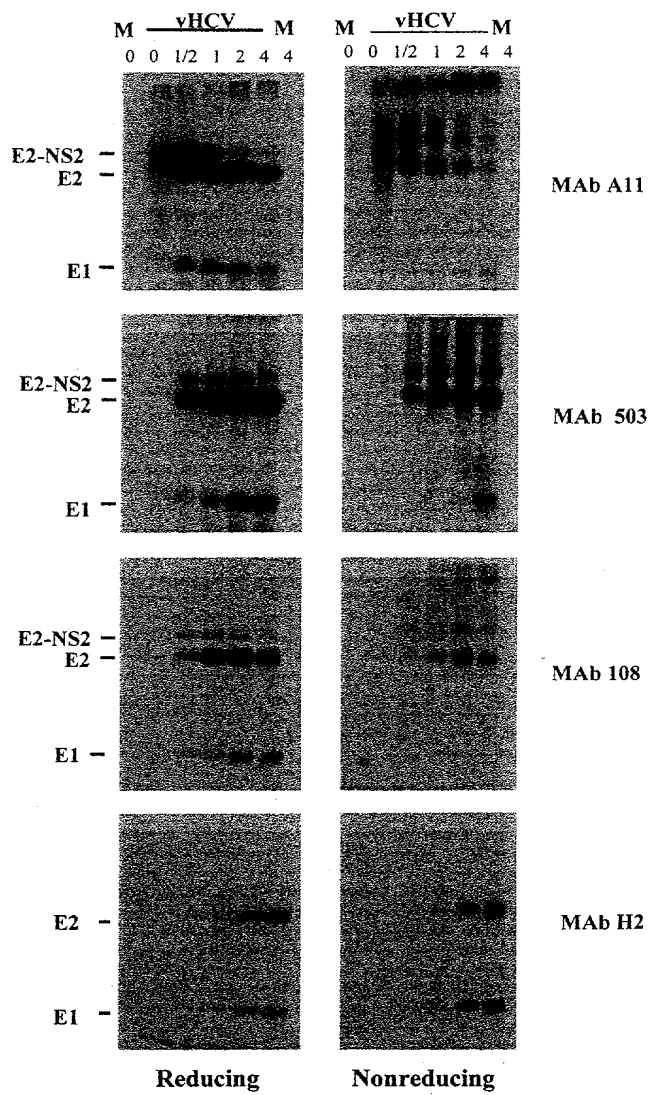 M vHCV M
0 0 1/2 1 2 4 4
M vHCV M
0 0 1/2 1 2 4 4
E2-NS2
E2
E1
MAb A11
E2-NS2
E2
E1
MAb 503
E2-NS2
E2
E1
MAb 108
E2
E1
MAb H2
Reducing
Nonreducing